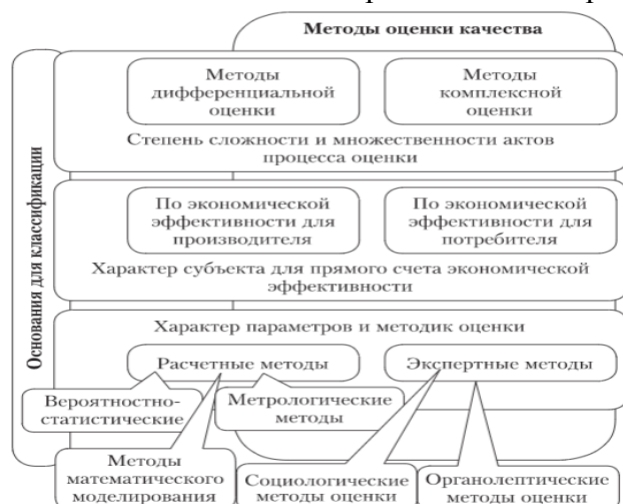 Методы оценки качества
Основания для классификации
Методы
дифференциальной
оценки
Методы
комплексной
оценки
Степень сложности и множественности актов
процесса оценки
По экономической
эффективности для
производителя
По экономической
эффективности для
потребителя
Характер субъекта для прямого счета экономической
эффективности
Характер параметров и методик оценки
Расчетные методы
Экспертные методы
Вероятностно-
статистические
Метрологические
методы
Методы
математического
моделирования
Социологические
методы оценки
Органолептические
методы оценки